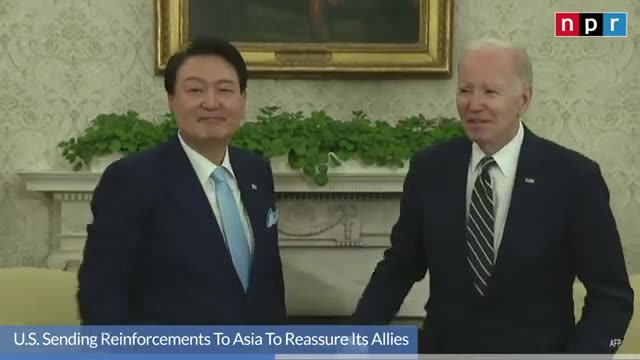 npr
U.S. Sending Reinforcements To Asia To Reassure Its Allies
AFP